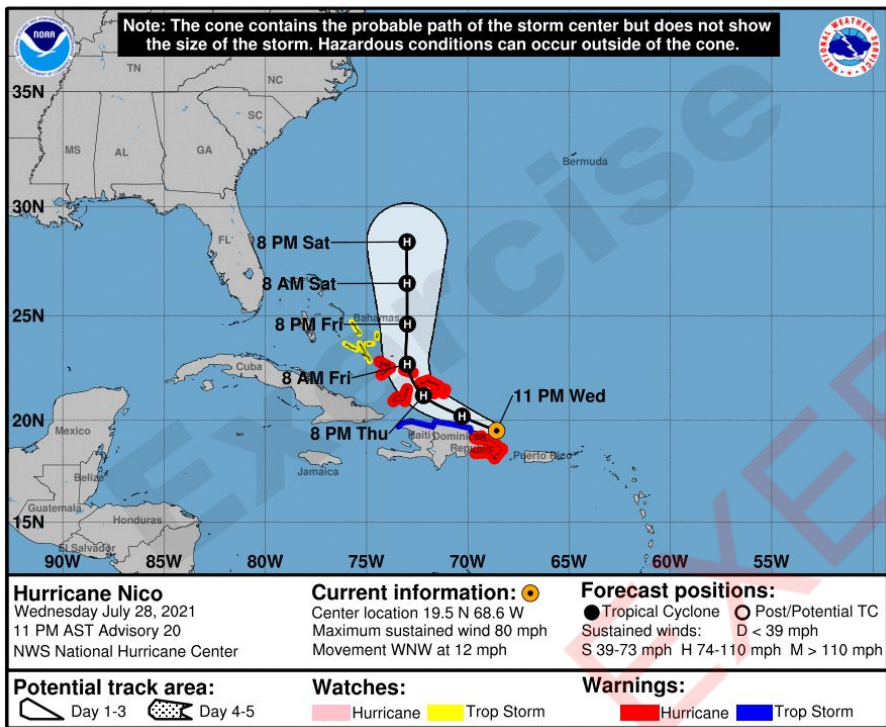 Note: The cone contains the probable path of the storm center but does not show
the size of the storm. Hazardous conditions can occur outside of the cone.
NOAA
NATIONAL WEATHER SERVICE
TN
NC
35N
SC
MS
AL
GA
Bermuda
30N
FL
8 PM Sat
8 AM Sat
25N
8 PM Fri
Bahamas
Cuba
8 AM Fri
11 PM Wed
20N
Mexico
8 PM Thu
Haiti
Dominican
Republic
Puerto Rico
Jamaica
Belize
Guatemala
Honduras
15N
El Salvador
90W
85W
80W
75W
70W
65W
60W
55W
Exercise
EXER
Hurricane Nico
Wednesday July 28, 2021
11 PM AST Advisory 20
NWS National Hurricane Center
Current information:
Center location 19.5 N 68.6 W
Maximum sustained wind 80 mph
Movement WNW at 12 mph
Forecast positions:
Tropical Cyclone Post/Potential TC
Sustained winds: D < 39 mph
S 39-73 mph H 74-110 mph M > 110 mph
Potential track area:
Day 1-3 Day 4-5
Watches:
Hurricane Trop Storm
Warnings:
Hurricane Trop Storm